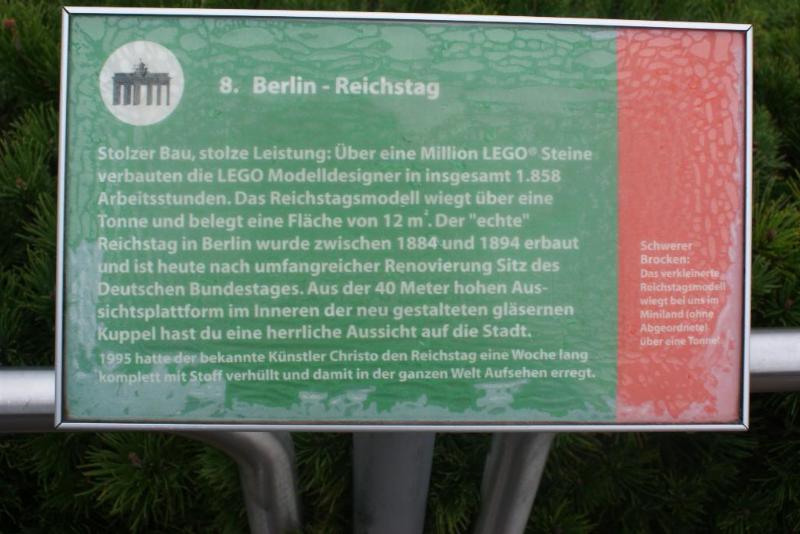 8. Berlin - Reichstag
Stolzer Bau, stolze Leistung: Über eine Million LEGO® Steine
verbauten die LEGO Modelldesigner in insgesamt 1.858
Arbeitsstunden. Das Reichstagsmodell wiegt über eine
Tonne und belegt eine Fläche von 12 m². Der "echte"
Reichstag in Berlin wurde zwischen 1884 und 1894 erbaut
und ist heute nach umfangreicher Renovierung Sitz des
Deutschen Bundestages. Aus der 40 Meter hohen Aus-
sichtsplattform im Inneren der neu gestalteten gläsernen
Kuppel hast du eine herrliche Aussicht auf die Stadt.
1995 hatte der bekannte Künstler Christo den Reichstag eine Woche lang
komplett mit Stoff verhüllt und damit in der ganzen Welt Aufsehen erregt.
Schwerer
Brocken:
Das verkleinerte
Reichstagsmodell
wiegt bei uns im
Miniland (ohne
Abgeordnete)
über eine Tonne!